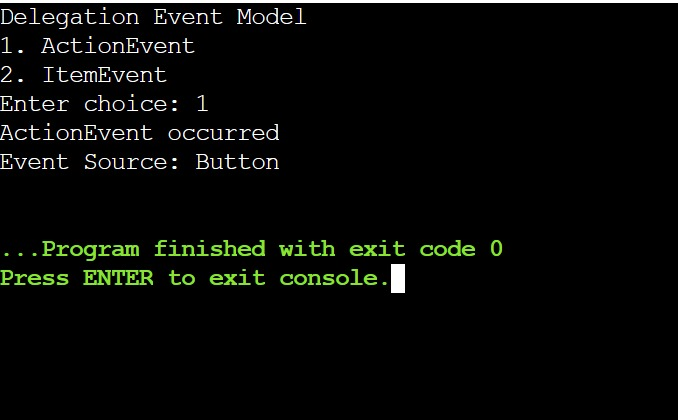 Delegation Event Model
1. ActionEvent
2. ItemEvent
Enter choice: 1
ActionEvent occurred
Event Source: Button
...Program finished with exit code 0
Press ENTER to exit console.